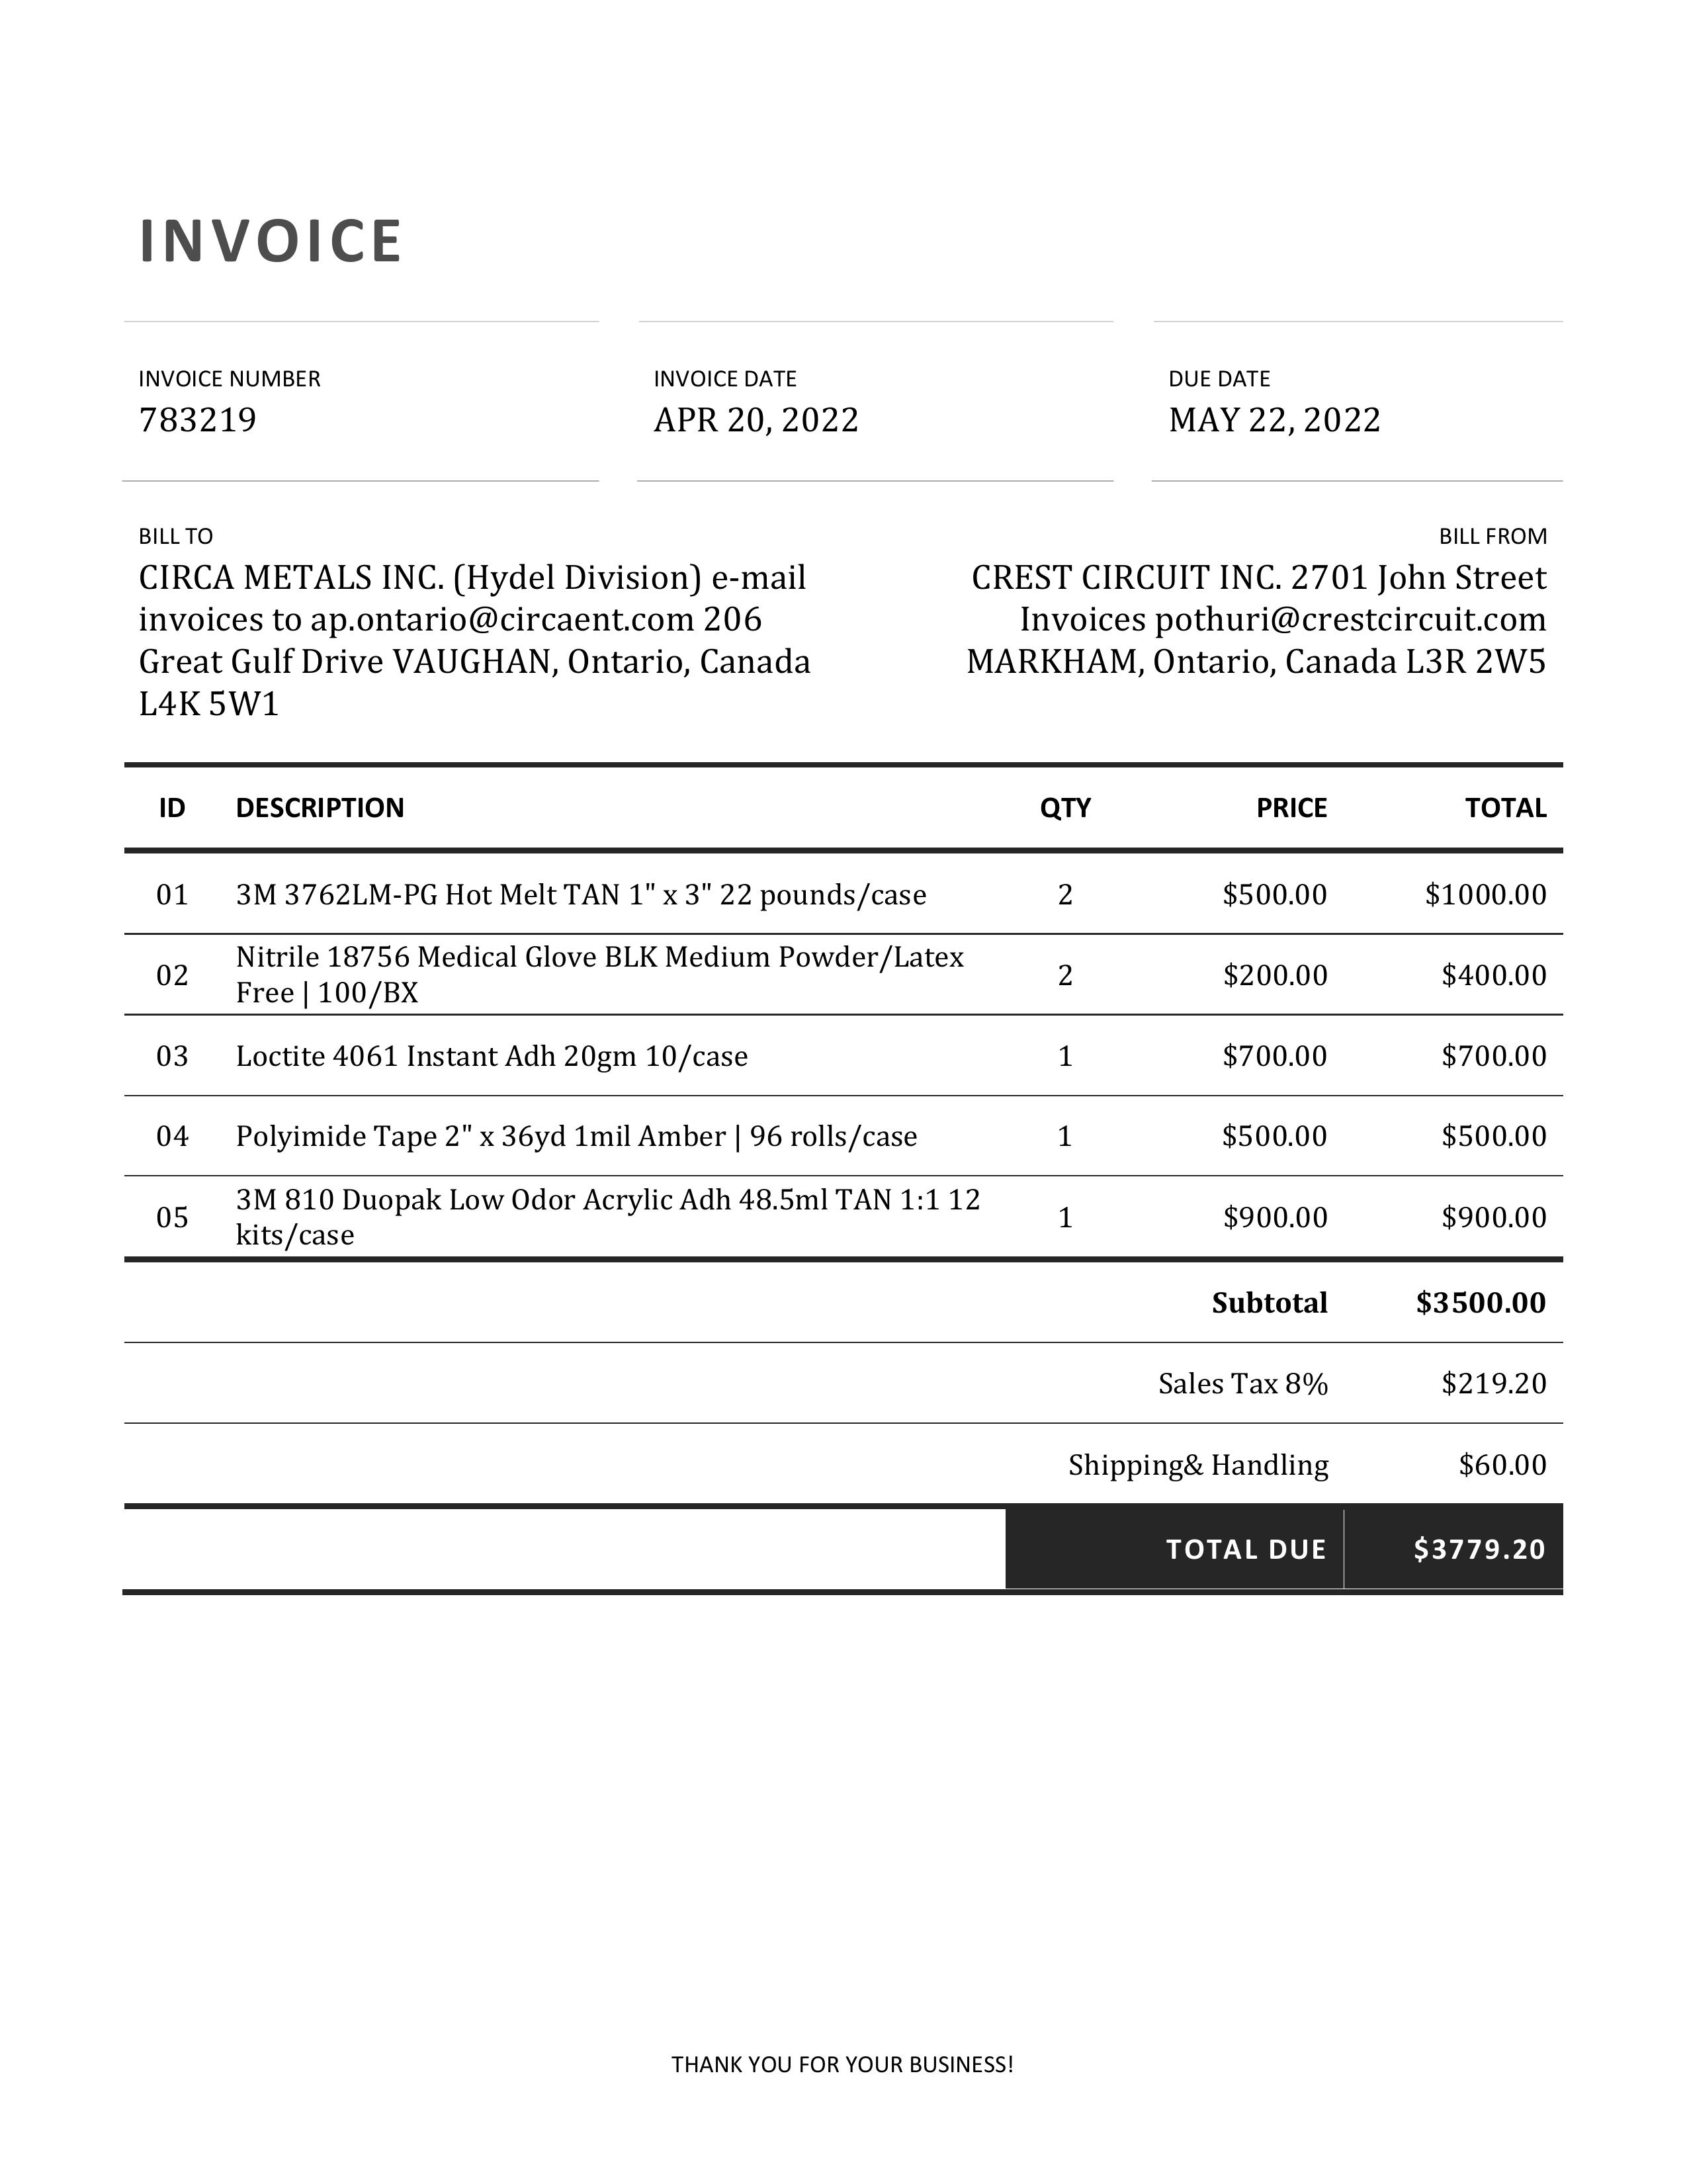 INVOICE
INVOICE NUMBER
783219
INVOICE DATE
APR 20, 2022
DUE DATE
MAY 22, 2022
BILL TO
CIRCA METALS INC. (Hydel Division) e-mail
invoices to ap.ontario@circaent.com 206
Great Gulf Drive VAUGHAN, Ontario, Canada
L4K 5W1
BILL FROM
CREST CIRCUIT INC. 2701 John Street
Invoices pothuri@crestcircuit.com
MARKHAM, Ontario, Canada L3R 2W5
ID DESCRIPTION QTY PRICE TOTAL
01 3M 3762LM-PG Hot Melt TAN 1" x 3" 22 pounds/case 2 $500.00 $1000.00
02 Nitrile 18756 Medical Glove BLK Medium Powder/Latex
Free | 100/BX 2 $200.00 $400.00
03 Loctite 4061 Instant Adh 20gm 10/case 1 $700.00 $700.00
04 Polyimide Tape 2" x 36yd 1mil Amber | 96 rolls/case 1 $500.00 $500.00
05 3M 810 Duopak Low Odor Acrylic Adh 48.5ml TAN 1:1 12
kits/case 1 $900.00 $900.00
Subtotal $3500.00
Sales Tax 8% $219.20
Shipping& Handling $60.00
TOTAL DUE $3779.20
THANK YOU FOR YOUR BUSINESS!